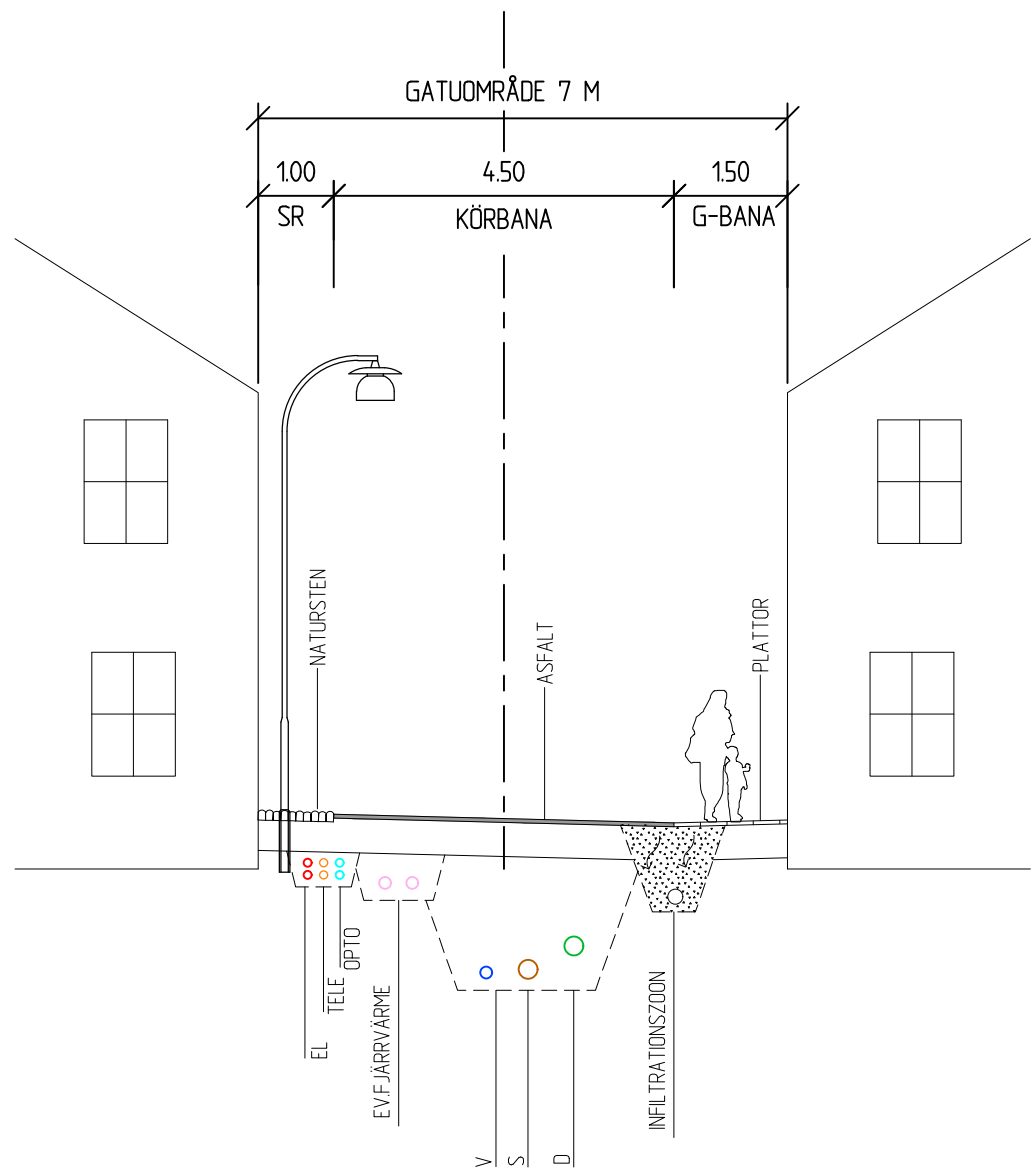 GATUOMRÅDE 7 M
1.00
4.50
1.50
SR
KÖRBANA
G-BANA
NATURSTEN
ASFALT
PLATTOR
EL
TELE
OPTO
EV.FJÄRRVÄRME
V
S
D
INFILTRATIONSZOON